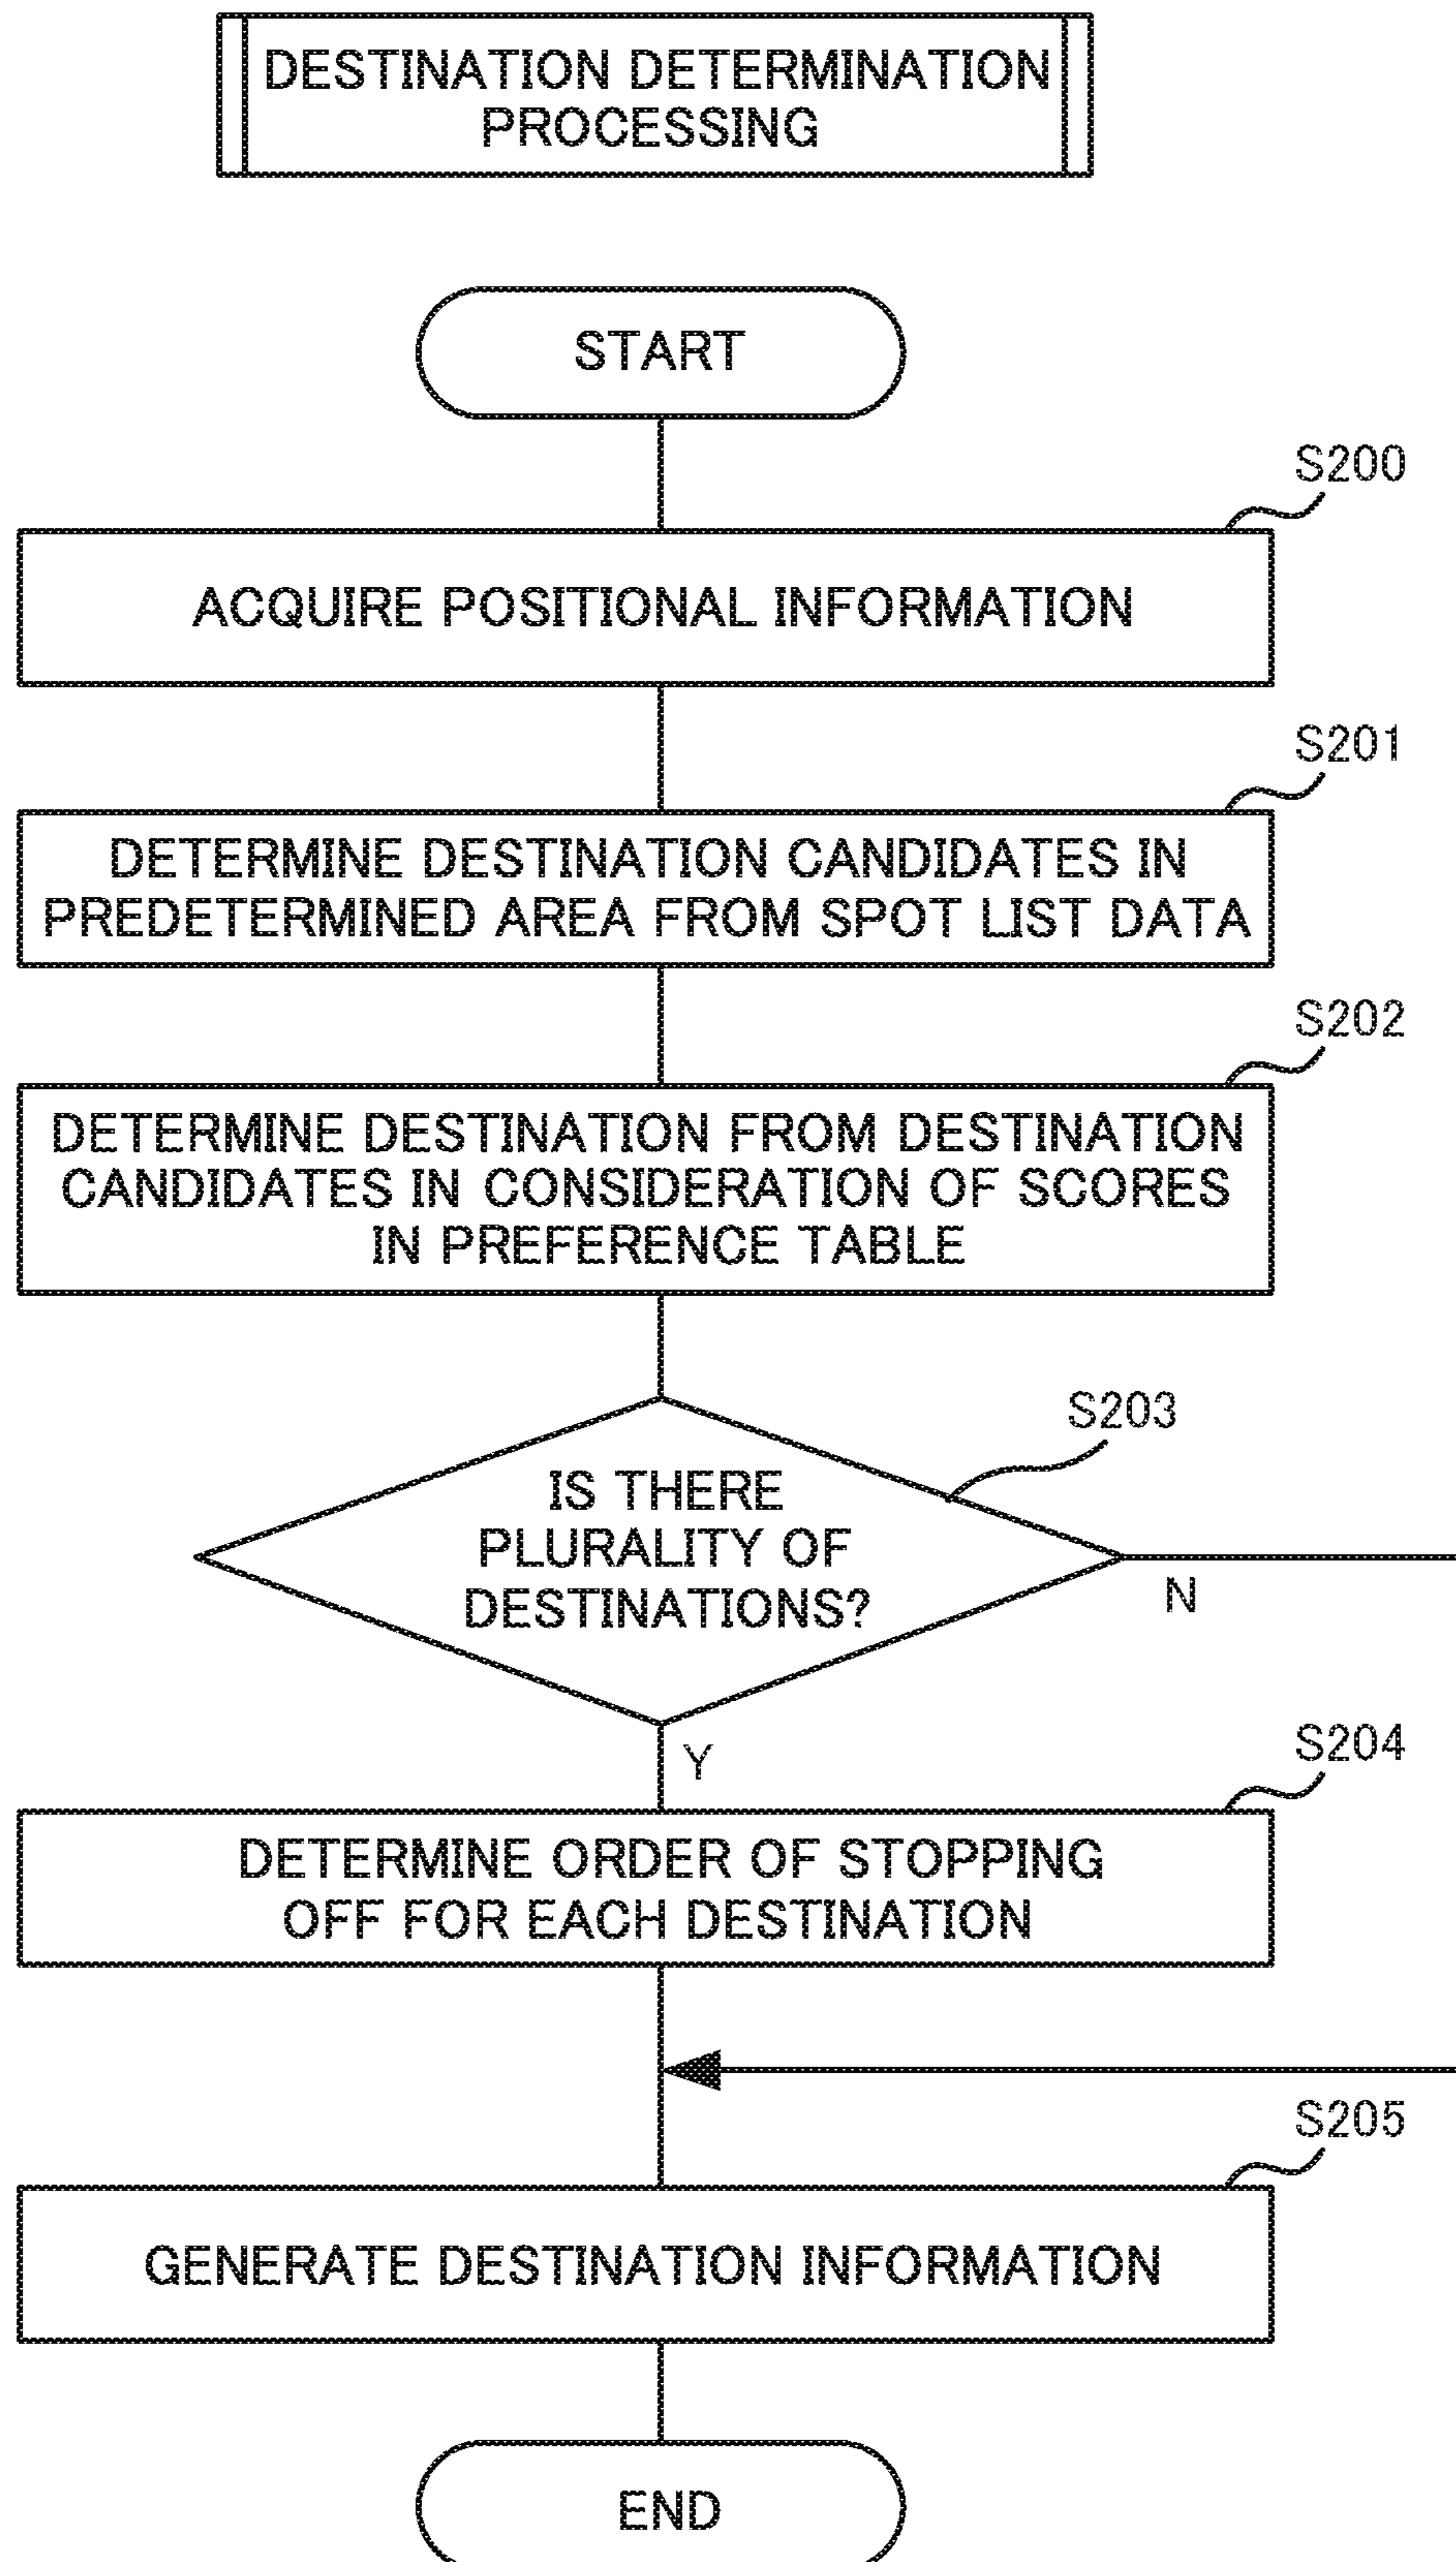 DESTINATION DETERMINATION
PROCESSING
START
S200
ACQUIRE POSITIONAL INFORMATION
S201
DETERMINE DESTINATION CANDIDATES IN
PREDETERMINED AREA FROM SPOT LIST DATA
S202
DETERMINE DESTINATION FROM DESTINATION
CANDIDATES IN CONSIDERATION OF SCORES
IN PREFERENCE TABLE
S203
IS THERE
PLURALITY OF
DESTINATIONS?
N
Y
S204
DETERMINE ORDER OF STOPPING
OFF FOR EACH DESTINATION
S205
GENERATE DESTINATION INFORMATION
END